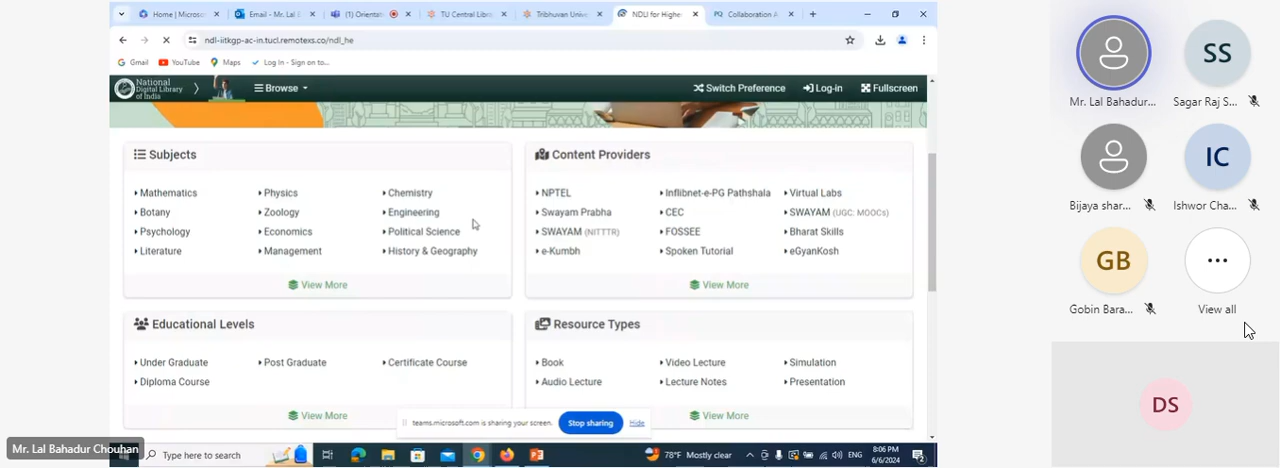 Home | Microso
Email - Mr. Lal B
(1) Orientat
TU Central Libra
Tribhuvan Unive
NDLI for Higher
Collaboration A
ndl-iitkgp-ac-in.tucl.remotexs.co/ndl_he
Gmail YouTube Maps Log In - Sign on to...
National Digital Library of India
Browse
Switch Preference Log-in Fullscreen
Subjects
Mathematics Physics Chemistry
Botany Zoology Engineering
Psychology Economics Political Science
Literature Management History & Geography
View More
Content Providers
NPTEL Inflibnet-e-PG Pathshala Virtual Labs
Swayam Prabha CEC SWAYAM (UGC: MOOCs)
SWAYAM (NITTTR) FOSSEE Bharat Skills
e-Kumbh Spoken Tutorial eGyanKosh
View More
Educational Levels
Under Graduate Post Graduate Certificate Course
Diploma Course
View More
Resource Types
Book Video Lecture Simulation
Audio Lecture Lecture Notes Presentation
View More
teams.microsoft.com is sharing your screen. Stop sharing Hide
Type here to search
78°F Mostly clear
ENG
8:06 PM
6/6/2024
2
Mr. Lal Bahadur Chouhan
Mr. Lal Bahadur...
SS
Sagar Raj S...
Bijaya shar...
IC
Ishwor Cha...
GB
Gobin Bara...
...
View all
DS